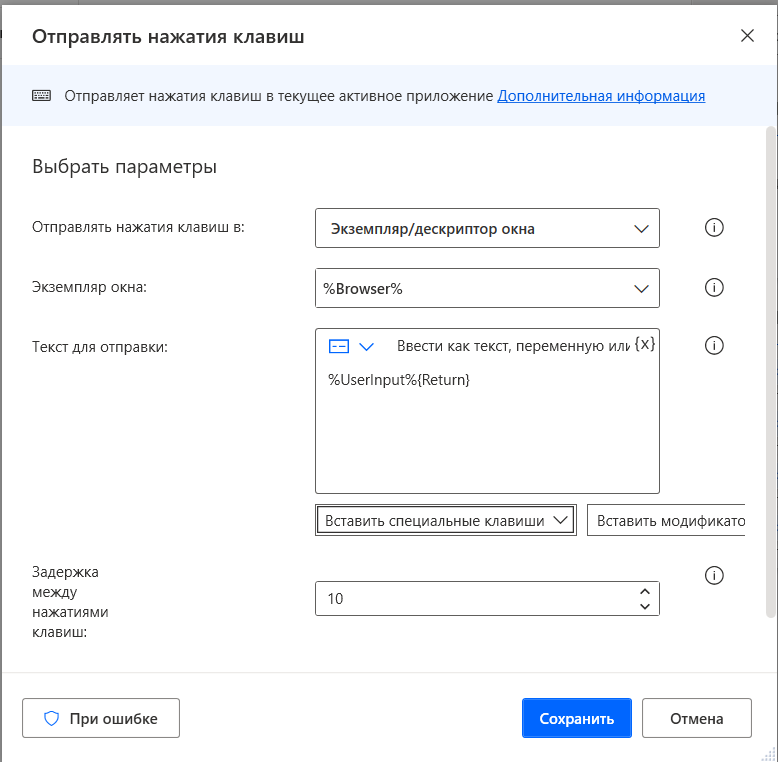 Отправлять нажатия клавиш
Отправляет нажатия клавиш в текущее активное приложение Дополнительная информация
Выбрать параметры
Отправлять нажатия клавиш в:
Экземпляр/дескриптор окна
Экземпляр окна:
%Browser%
Текст для отправки:
Ввести как текст, переменную или {x}
%UserInput%{Return}
Вставить специальные клавиши
Вставить модификато
Задержка
между
нажатиями
клавиш:
10
При ошибке
Сохранить
Отмена